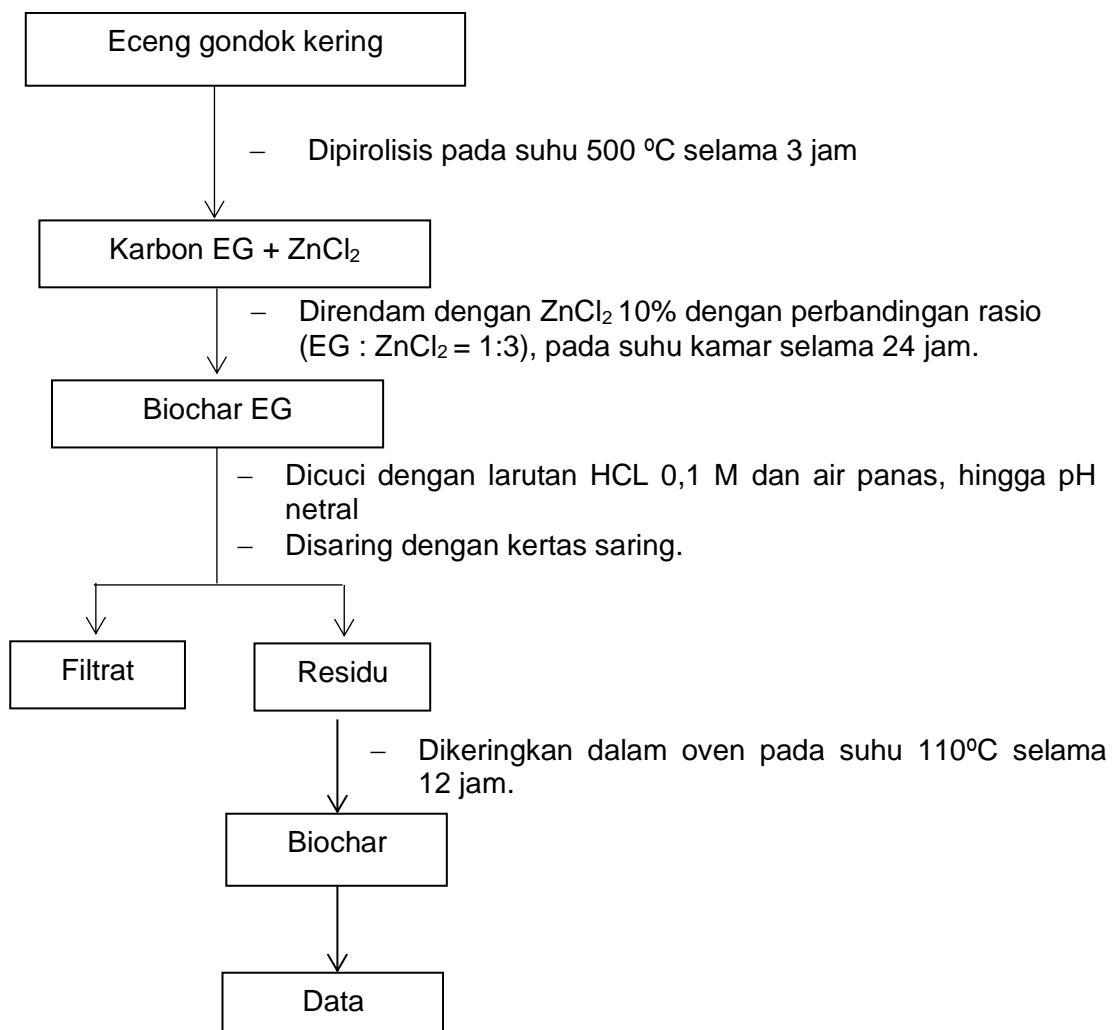 Eceng gondok kering
– Dipirolisis pada suhu 500 ºC selama 3 jam
Karbon EG + ZnCl₂
– Direndam dengan ZnCl₂ 10% dengan perbandingan rasio
(EG : ZnCl₂ = 1:3), pada suhu kamar selama 24 jam.
Biochar EG
– Dicuci dengan larutan HCL 0,1 M dan air panas, hingga pH
netral
– Disaring dengan kertas saring.
Filtrat
Residu
– Dikeringkan dalam oven pada suhu 110ºC selama
12 jam.
Biochar
Data